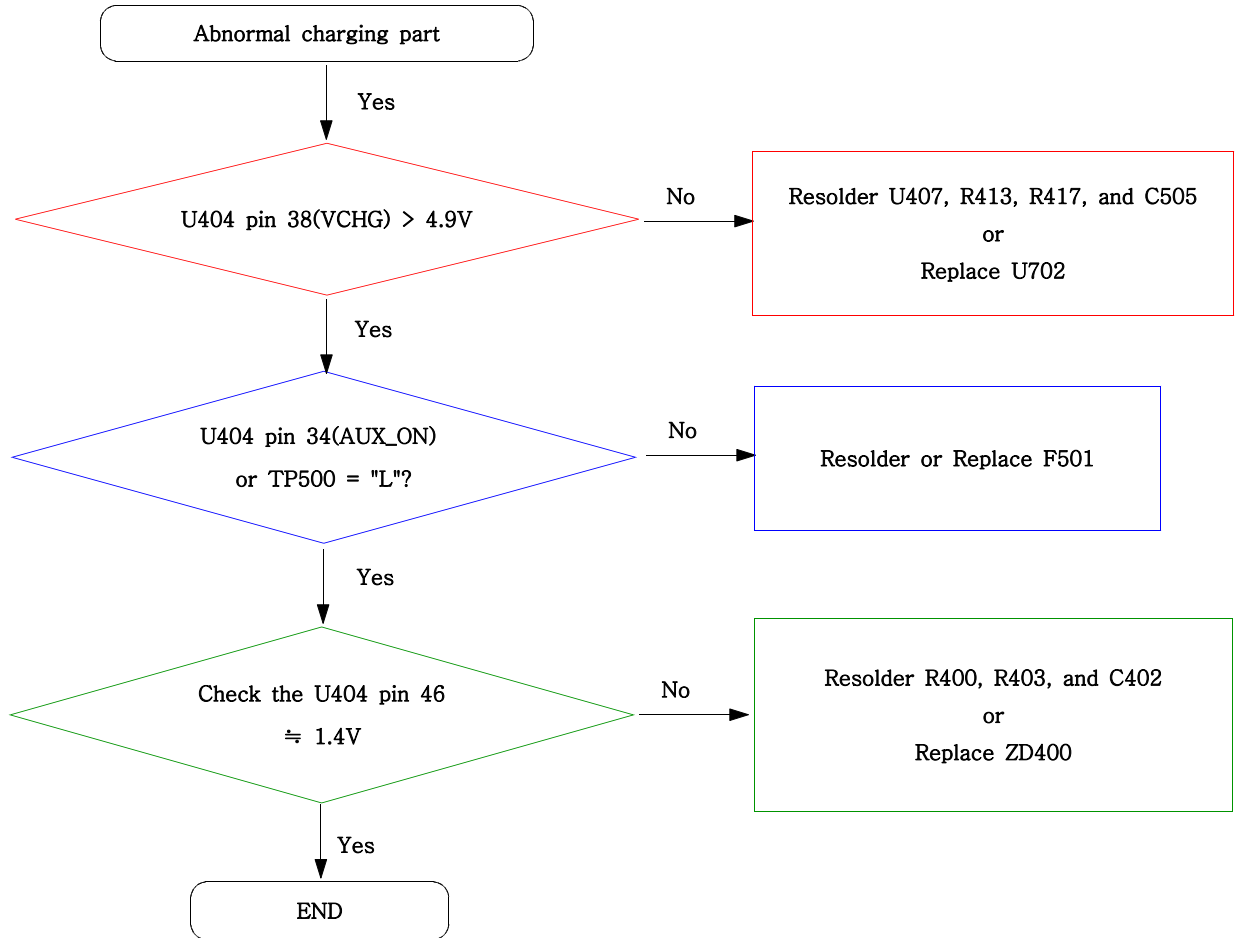 Abnormal charging part
Yes
U404 pin 38(VCHG) > 4.9V
No
Resolder U407, R413, R417, and C505
or
Replace U702
Yes
U404 pin 34(AUX_ON)
or TP500 = "L"?
No
Resolder or Replace F501
Yes
Check the U404 pin 46
≒ 1.4V
No
Resolder R400, R403, and C402
or
Replace ZD400
Yes
END